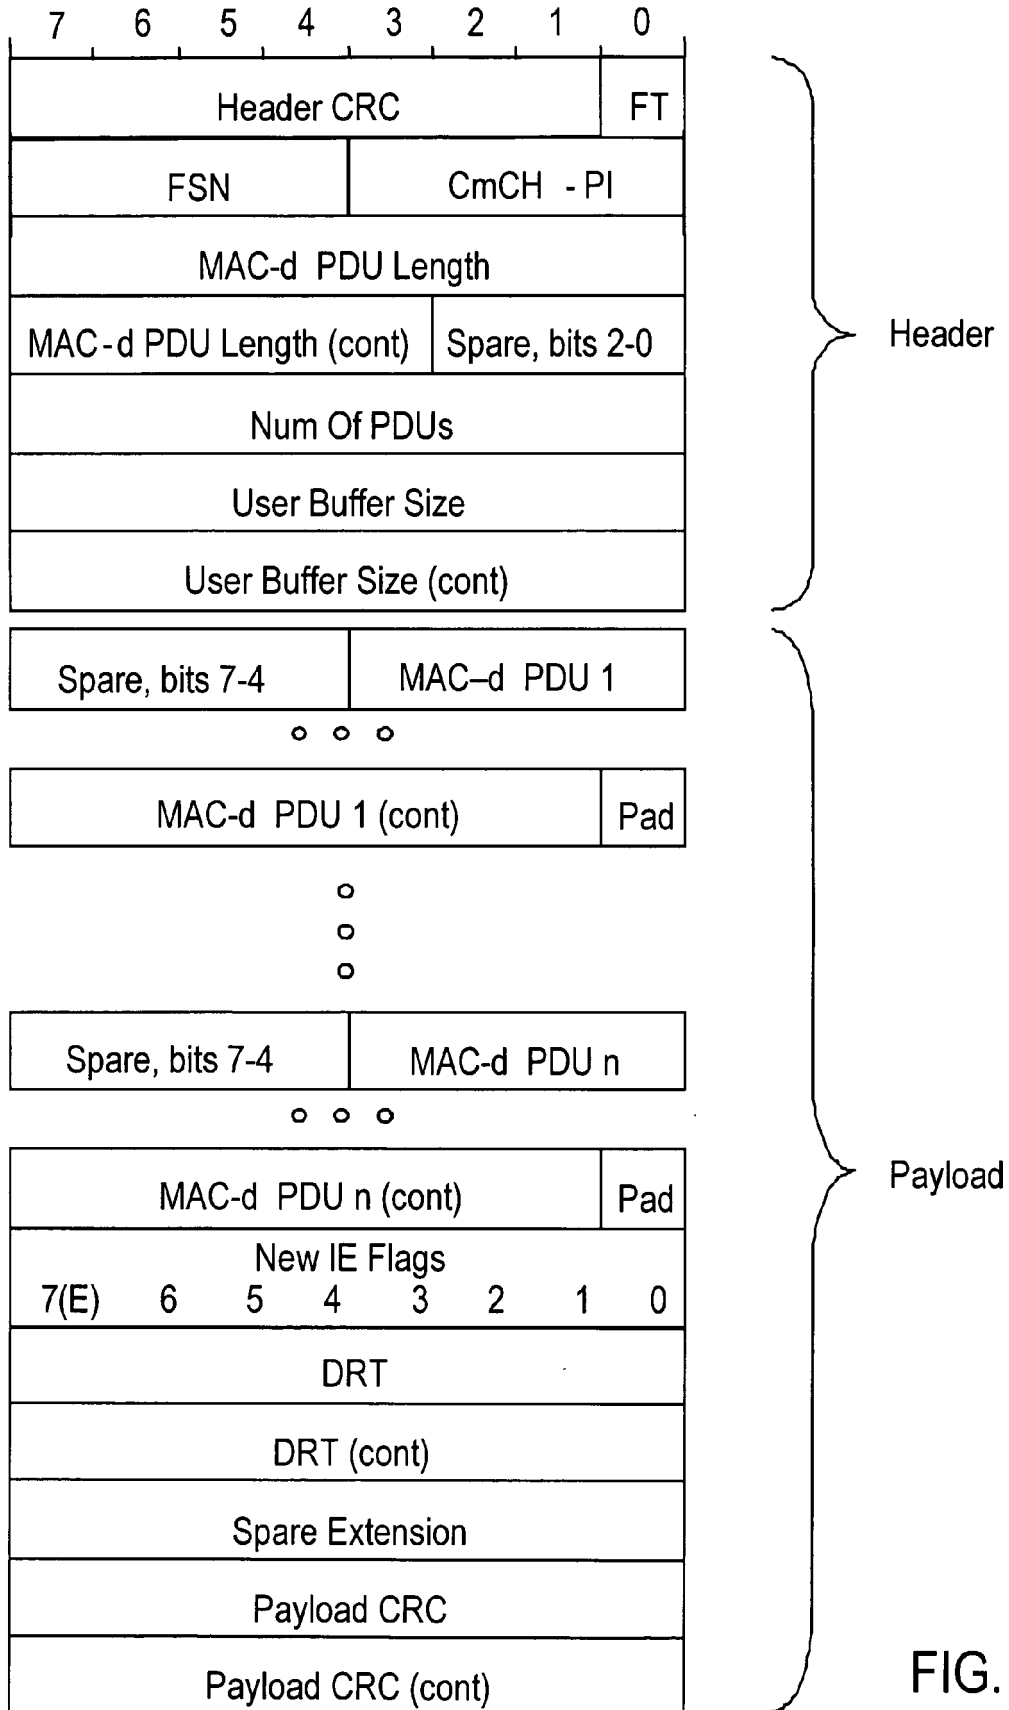 7 6 5 4 3 2 1 0
Header CRC FT
FSN CmCH - PI
MAC-d PDU Length
MAC-d PDU Length (cont) Spare, bits 2-0
Header
Num Of PDUs
User Buffer Size
User Buffer Size (cont)
Spare, bits 7-4 MAC–d PDU 1
MAC-d PDU 1 (cont) Pad
Spare, bits 7-4 MAC-d PDU n
MAC-d PDU n (cont) Pad
Payload
New IE Flags
7(E) 6 5 4 3 2 1 0
DRT
DRT (cont)
Spare Extension
Payload CRC
Payload CRC (cont)
FIG.